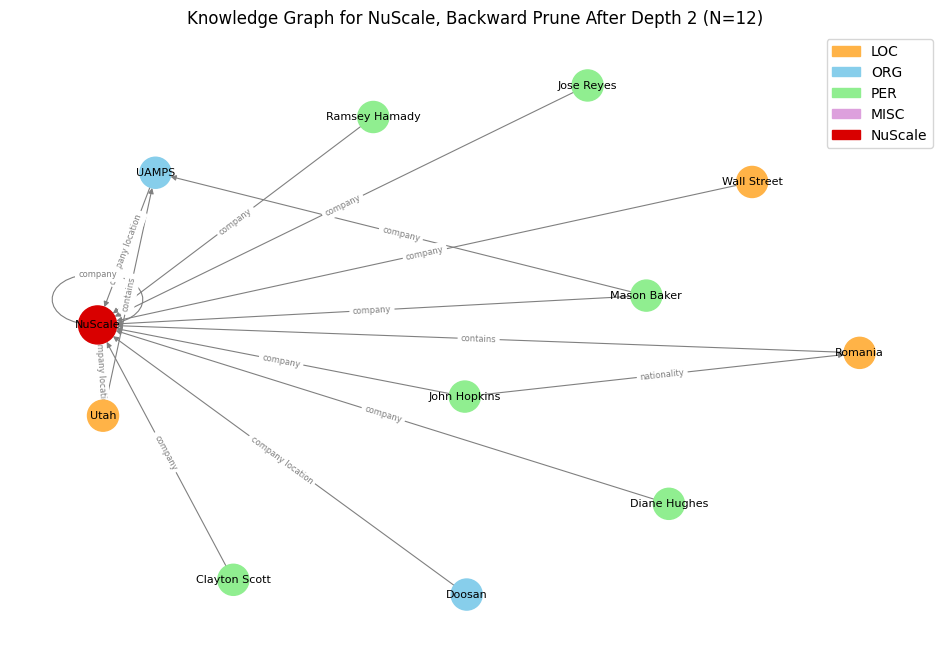 Knowledge Graph for NuScale, Backward Prune After Depth 2 (N=12)
LOC
ORG
PER
MISC
NuScale
Jose Reyes
Ramsey Hamady
UAMPS
Wall Street
company
company
company
company location
company
contains
company
Mason Baker
company
NuScale
contains
Romania
company location
company
nationality
John Hopkins
Utah
company
company
company location
Diane Hughes
Clayton Scott
Doosan